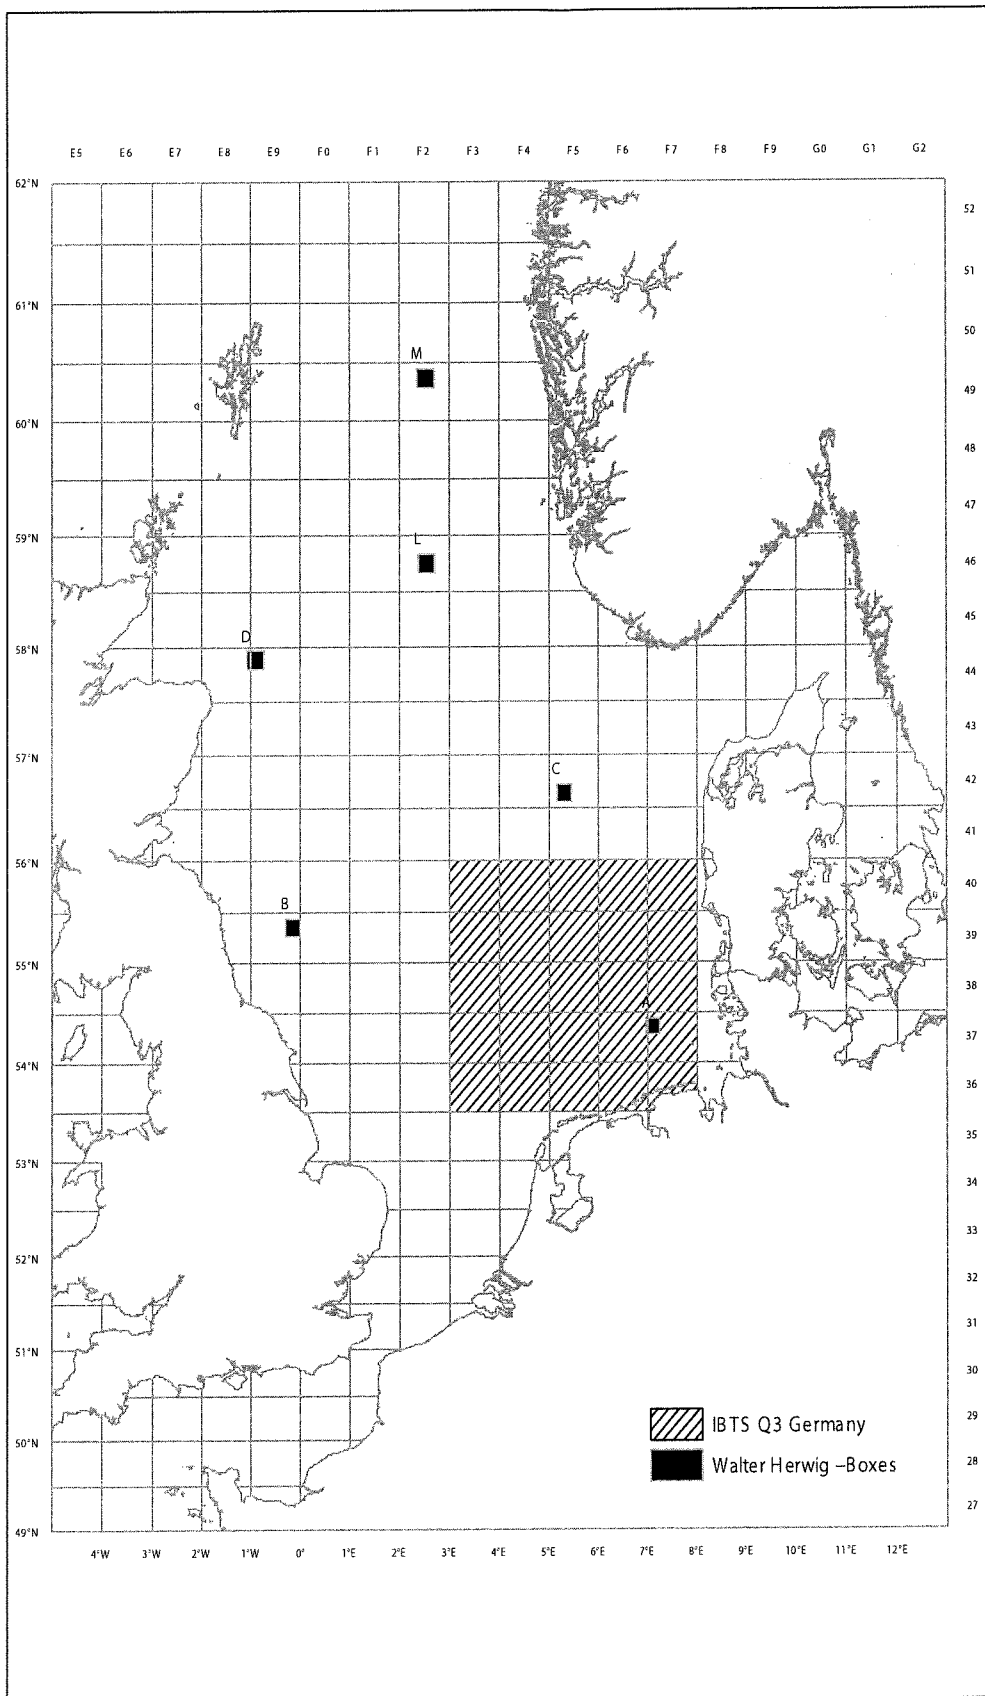 E5 E6 E7 E8 E9 F0 F1 F2 F3 F4 F5 F6 F7 F8 F9 G0 G1 G2
62°N
52
51
61°N
50
M
49
60°N
48
47
59°N
L
46
45
D
58°N
44
43
57°N
C
42
41
56°N
40
B
39
55°N
38
A
37
54°N
36
35
53°N
34
33
52°N
32
31
51°N
30
IBTS Q3 Germany
29
50°N
Walter Herwig –Boxes
28
27
49°N
4°W 3°W 2°W 1°W 0° 1°E 2°E 3°E 4°E 5°E 6°E 7°E 8°E 9°E 10°E 11°E 12°E